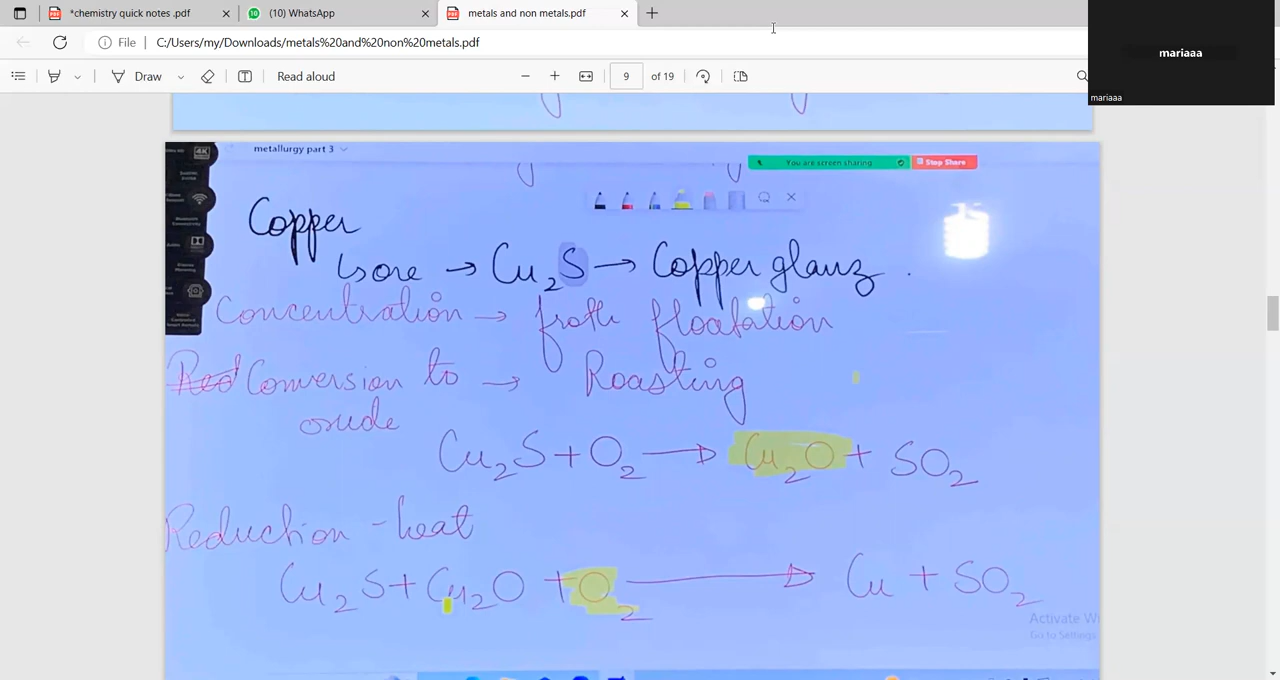 *chemistry quick notes .pdf
(10) WhatsApp
metals and non metals.pdf
File C:/Users/my/Downloads/metals%20and%20non%20metals.pdf
Draw
Read aloud
9 of 19
mariaaa
mariaaa
metallurgy part 3
You are screen sharing
Stop Share
4K
Copper
ore → Cu₂S → Copper glanz .
Concentration → froth floatation
Red Conversion to → Roasting
oxide
Cu₂S + O₂ → Cu₂O + SO₂
Reduction - heat
Cu₂S + Cu₂O + O₂ → Cu + SO₂
Activate Wi
Go to Settings